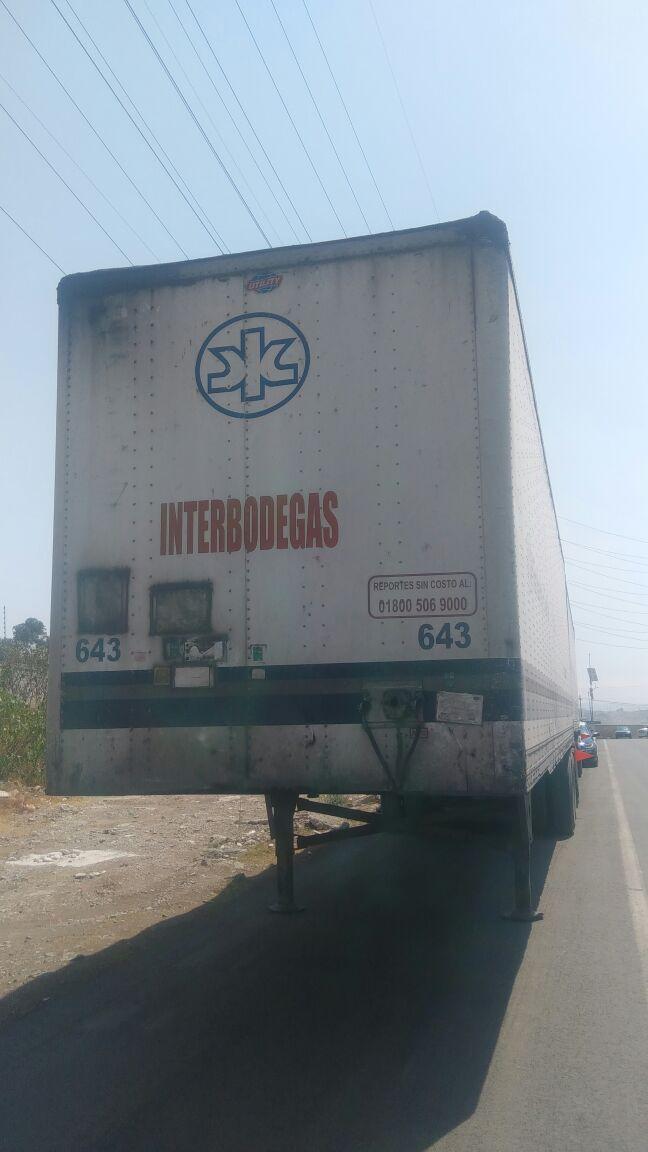 UTILITY
INTERBODEGAS
REPORTES SIN COSTO AL:
01800 506 9000
643
643